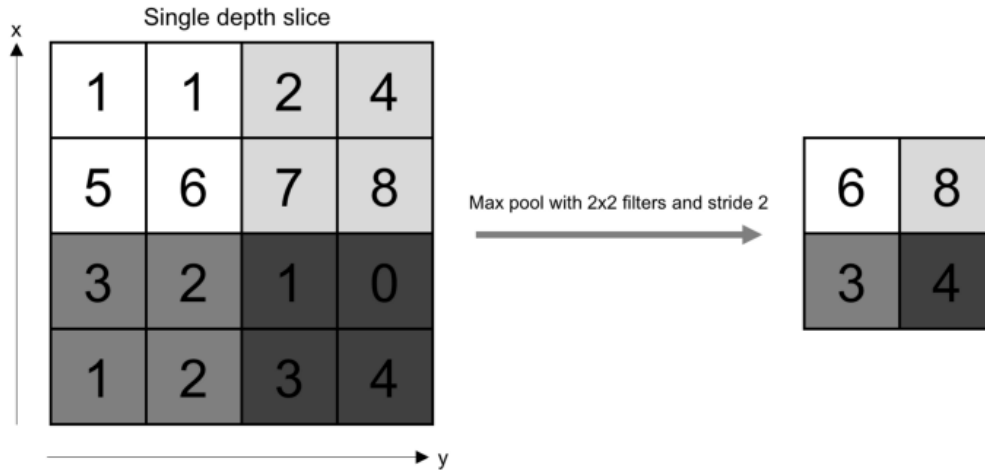 Single depth slice
x
1 1 2 4
5 6 7 8
3 2 1 0
1 2 3 4
y
Max pool with 2x2 filters and stride 2
6 8
3 4